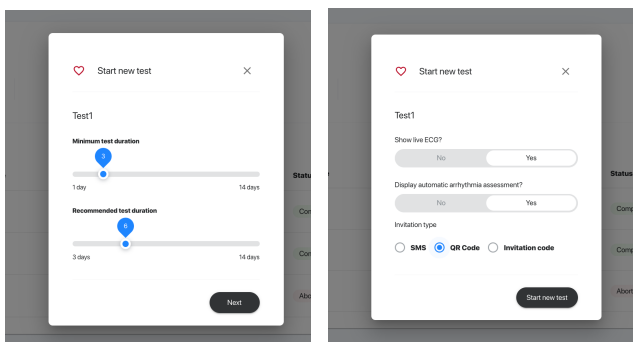 Start new test
Test1
Minimum test duration
3
1 day 14 days
Recommended test duration
6
3 days 14 days
Next
Start new test
Test1
Show live ECG?
No Yes
Display automatic arrhythmia assessment?
No Yes
Invitation type
SMS QR Code Invitation code
Start new test
Status